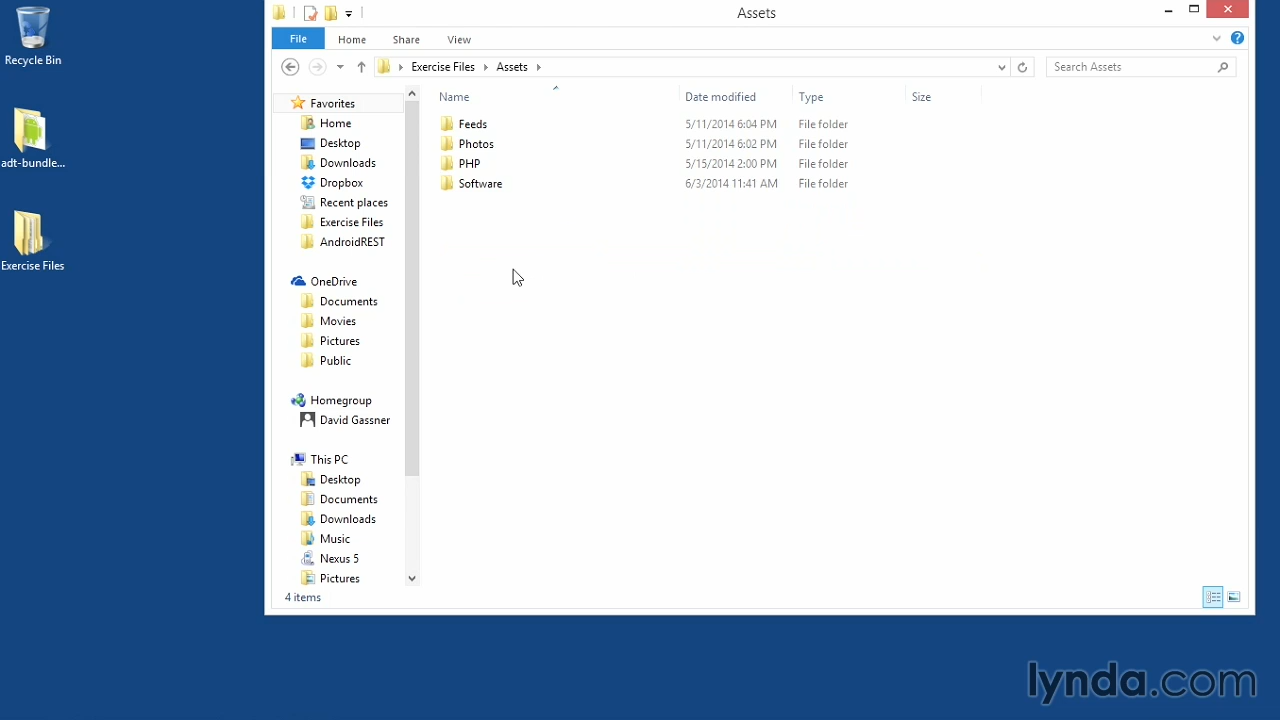 Recycle Bin
adt-bundle...
Exercise Files
Assets
File Home Share View
Exercise Files Assets
Search Assets
Name Date modified Type Size
Feeds 5/11/2014 6:04 PM File folder
Photos 5/11/2014 6:02 PM File folder
PHP 5/15/2014 2:00 PM File folder
Software 6/3/2014 11:41 AM File folder
Favorites
Home
Desktop
Downloads
Dropbox
Recent places
Exercise Files
AndroidREST
OneDrive
Documents
Movies
Pictures
Public
Homegroup
David Gassner
This PC
Desktop
Documents
Downloads
Music
Nexus 5
Pictures
4 items
lynda.com